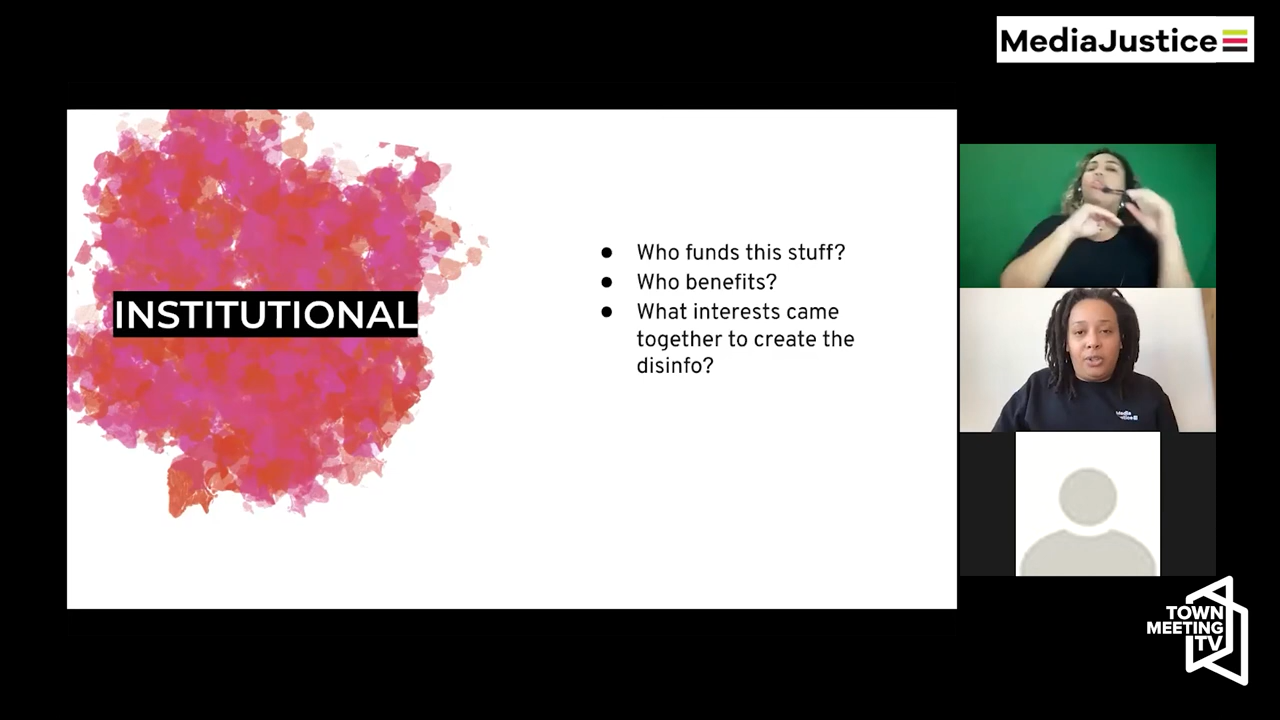 MediaJustice
INSTITUTIONAL
● Who funds this stuff?
● Who benefits?
● What interests came
together to create the
disinfo?
TOWN
MEETING
TV